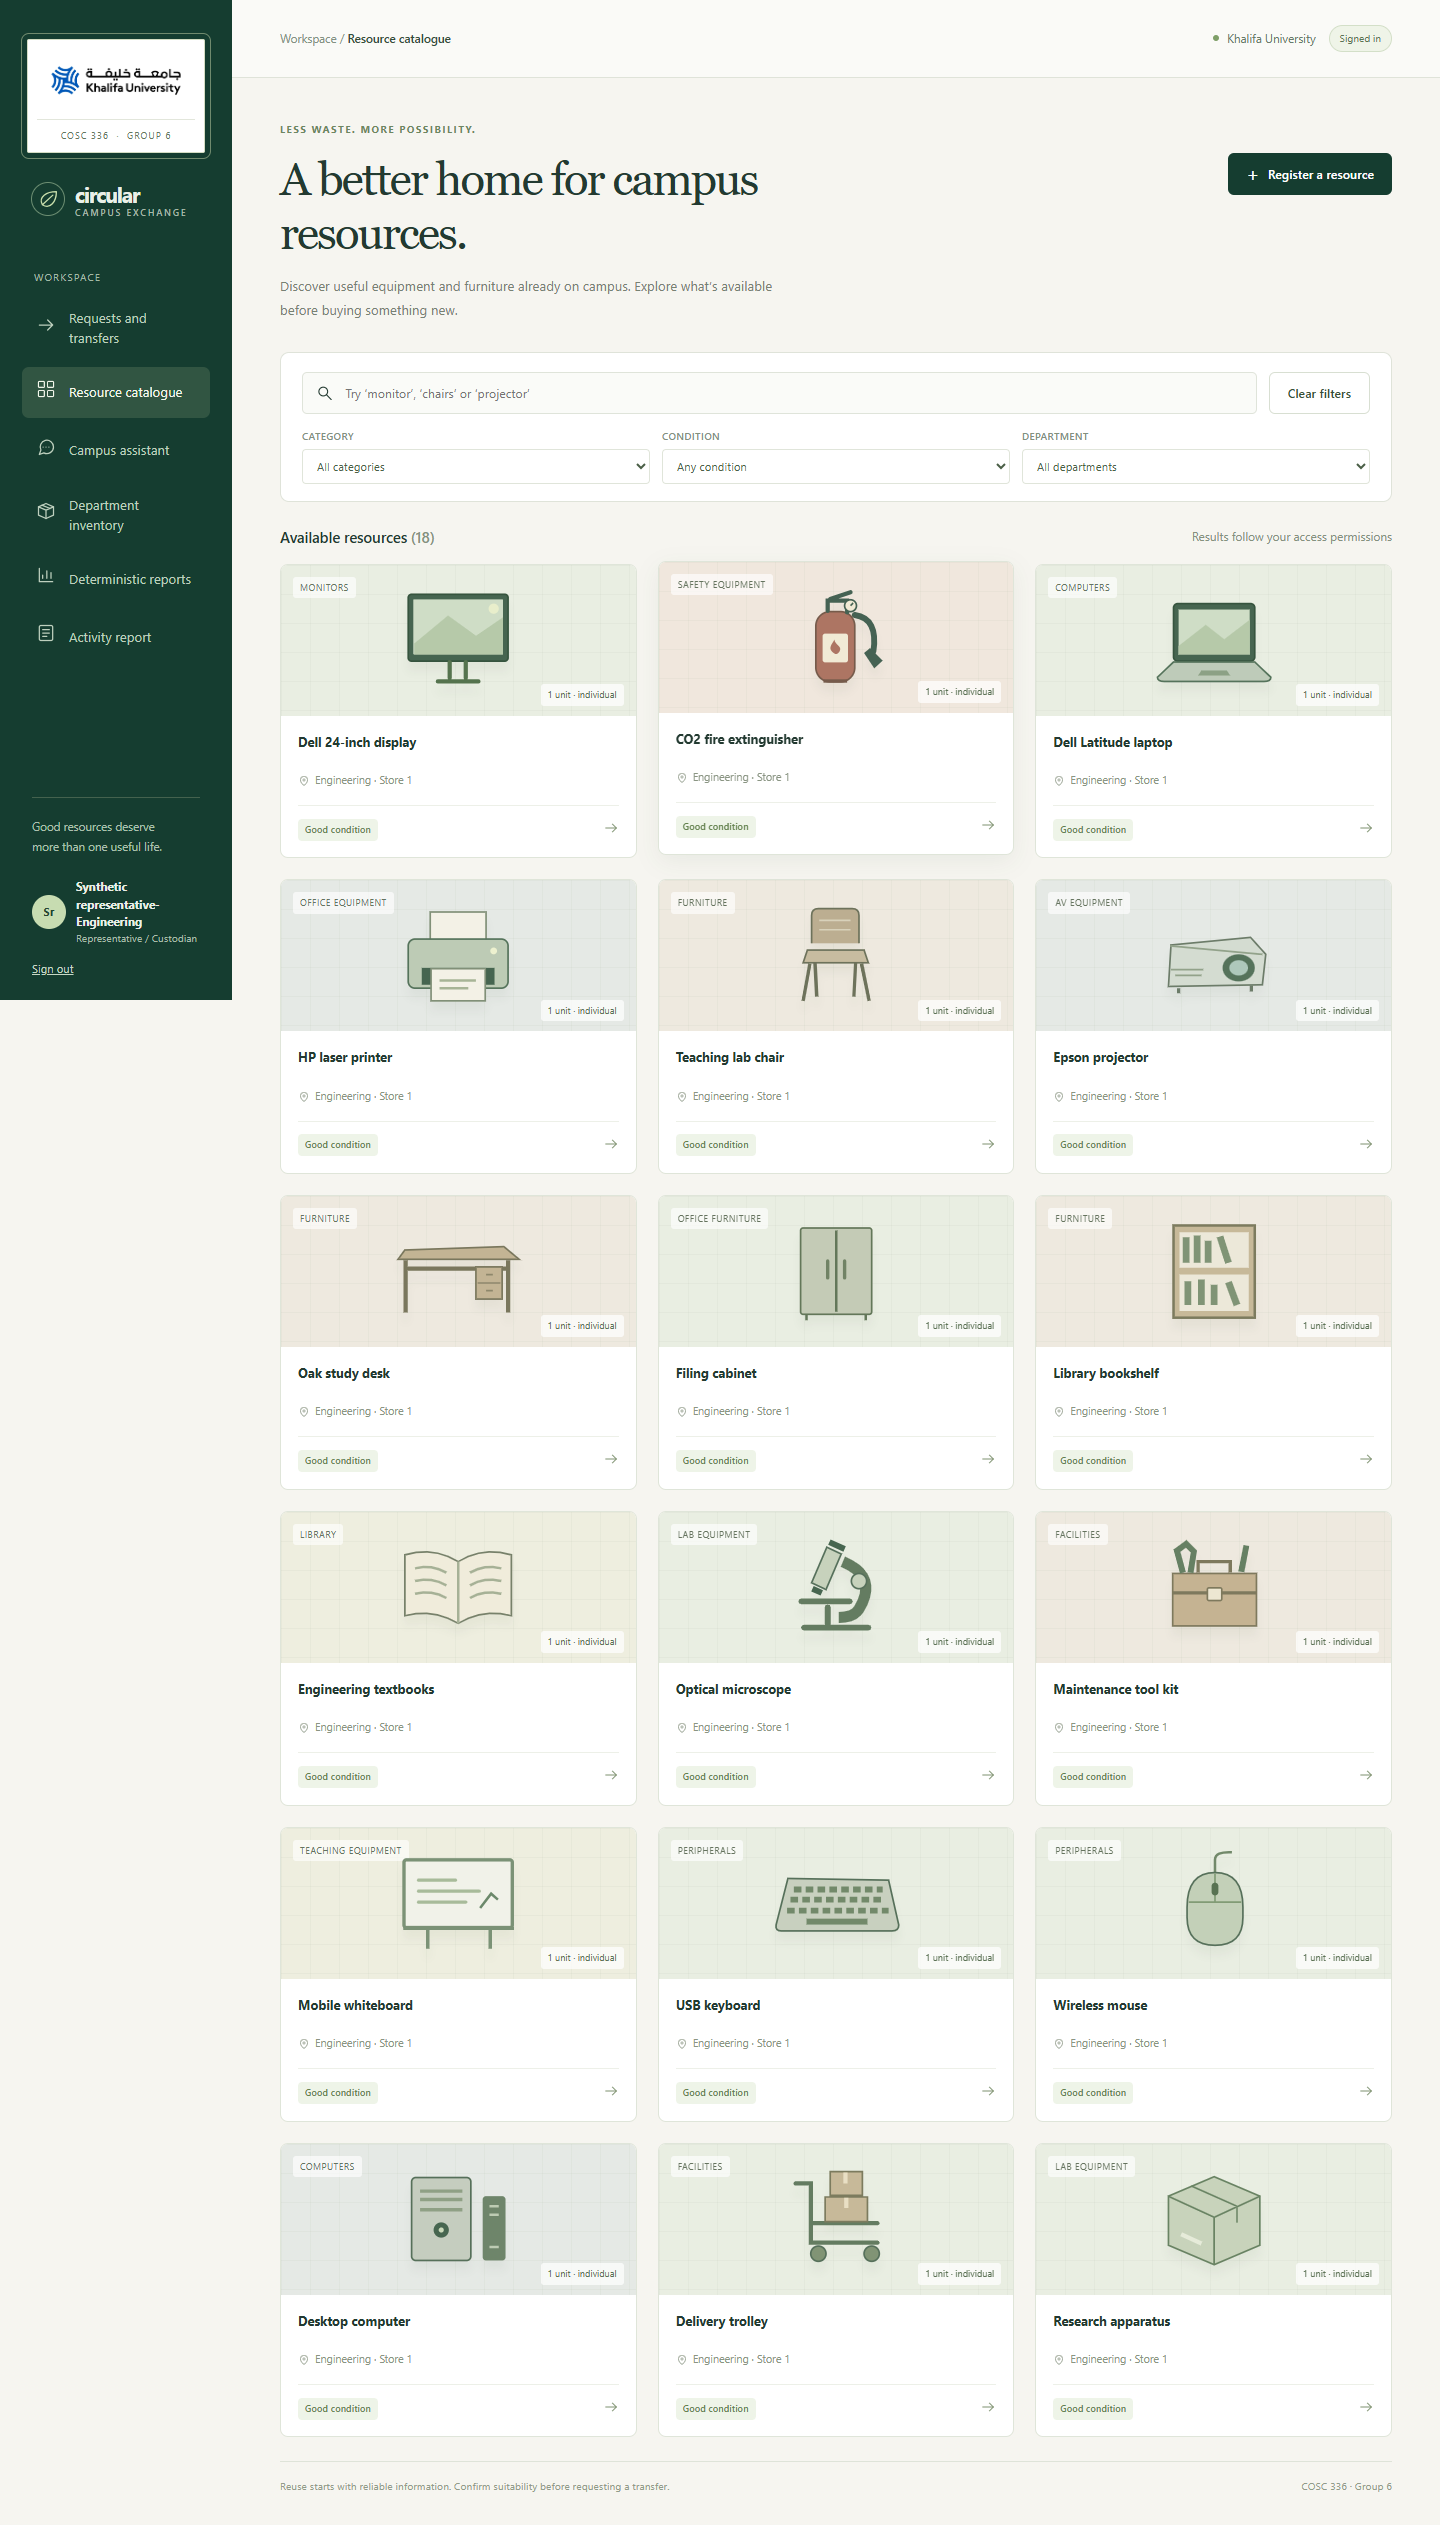 جامعـة خليفـة
Khalifa University
COSC 336 · GROUP 6
circular
CAMPUS EXCHANGE
WORKSPACE
Requests and
transfers
Resource catalogue
Campus assistant
Department
inventory
Deterministic reports
Activity report
Good resources deserve
more than one useful life.
Sr
Synthetic
representative-
Engineering
Representative / Custodian
Sign out
Workspace / Resource catalogue
Khalifa University
Signed in
LESS WASTE. MORE POSSIBILITY.
A better home for campus
resources.
+ Register a resource
Discover useful equipment and furniture already on campus. Explore what's available
before buying something new.
Try 'monitor', 'chairs' or 'projector'
Clear filters
CATEGORY
CONDITION
DEPARTMENT
All categories
Any condition
All departments
Available resources (18)
Results follow your access permissions
MONITORS
1 unit · individual
Dell 24-inch display
Engineering · Store 1
Good condition
SAFETY EQUIPMENT
1 unit · individual
CO2 fire extinguisher
Engineering · Store 1
Good condition
COMPUTERS
1 unit · individual
Dell Latitude laptop
Engineering · Store 1
Good condition
OFFICE EQUIPMENT
1 unit · individual
HP laser printer
Engineering · Store 1
Good condition
FURNITURE
1 unit · individual
Teaching lab chair
Engineering · Store 1
Good condition
AV EQUIPMENT
1 unit · individual
Epson projector
Engineering · Store 1
Good condition
FURNITURE
1 unit · individual
Oak study desk
Engineering · Store 1
Good condition
OFFICE FURNITURE
1 unit · individual
Filing cabinet
Engineering · Store 1
Good condition
FURNITURE
1 unit · individual
Library bookshelf
Engineering · Store 1
Good condition
LIBRARY
1 unit · individual
Engineering textbooks
Engineering · Store 1
Good condition
LAB EQUIPMENT
1 unit · individual
Optical microscope
Engineering · Store 1
Good condition
FACILITIES
1 unit · individual
Maintenance tool kit
Engineering · Store 1
Good condition
TEACHING EQUIPMENT
1 unit · individual
Mobile whiteboard
Engineering · Store 1
Good condition
PERIPHERALS
1 unit · individual
USB keyboard
Engineering · Store 1
Good condition
PERIPHERALS
1 unit · individual
Wireless mouse
Engineering · Store 1
Good condition
COMPUTERS
1 unit · individual
Desktop computer
Engineering · Store 1
Good condition
FACILITIES
1 unit · individual
Delivery trolley
Engineering · Store 1
Good condition
LAB EQUIPMENT
1 unit · individual
Research apparatus
Engineering · Store 1
Good condition
Reuse starts with reliable information. Confirm suitability before requesting a transfer.
COSC 336 · Group 6